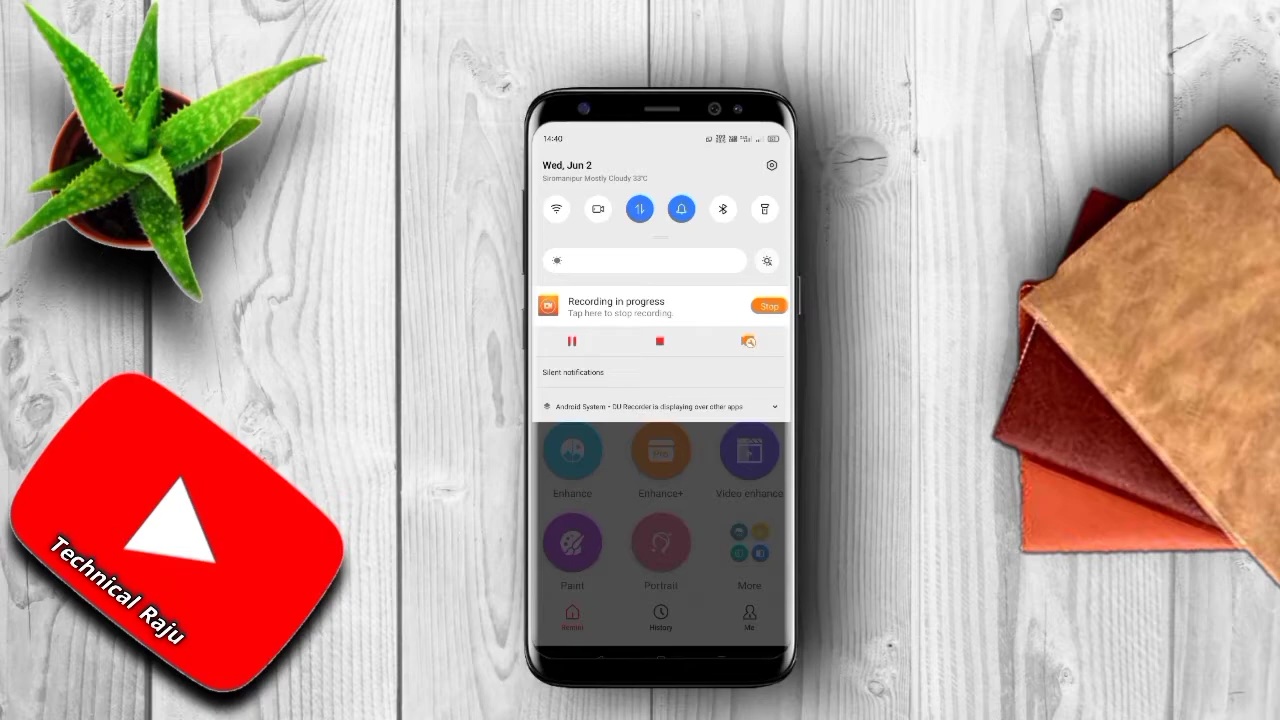 14:40
Wed, Jun 2
Siromanipur Mostly Cloudy 33°C
Recording in progress
Tap here to stop recording.
Stop
Silent notifications
Android System • DU Recorder is displaying over other apps
Enhance
Enhance+
Video enhance
Paint
Portrait
More
Home
History
Me
Technical Raju